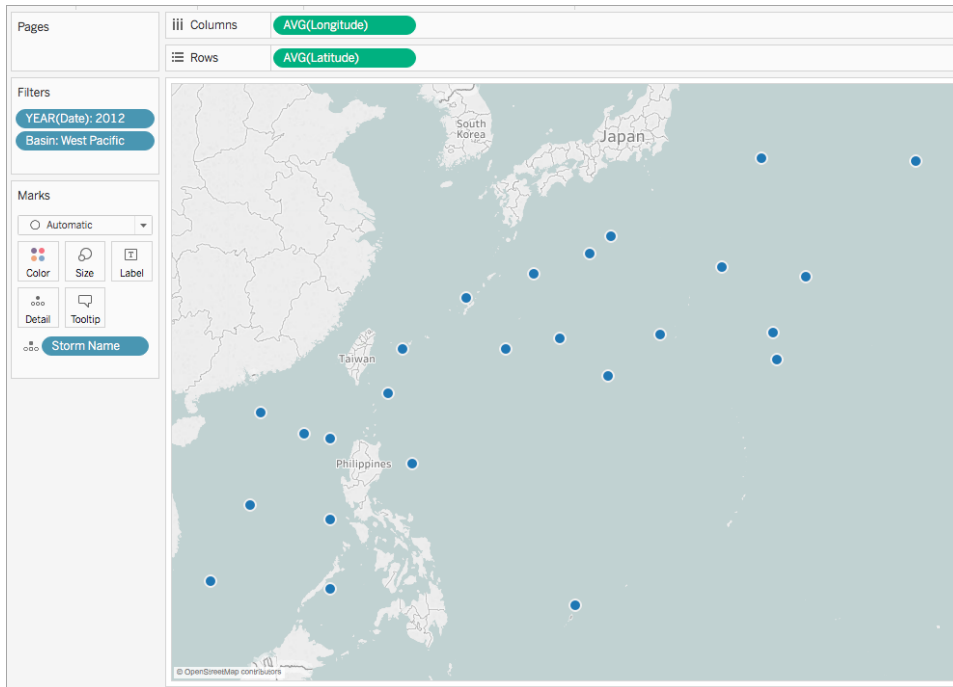 Pages
Columns
AVG(Longitude)
Rows
AVG(Latitude)
Filters
YEAR(Date): 2012
Basin: West Pacific
Marks
Automatic
Color
Size
Label
Detail
Tooltip
Storm Name
South
Korea
Japan
Taiwan
Philippines
© OpenStreetMap contributors